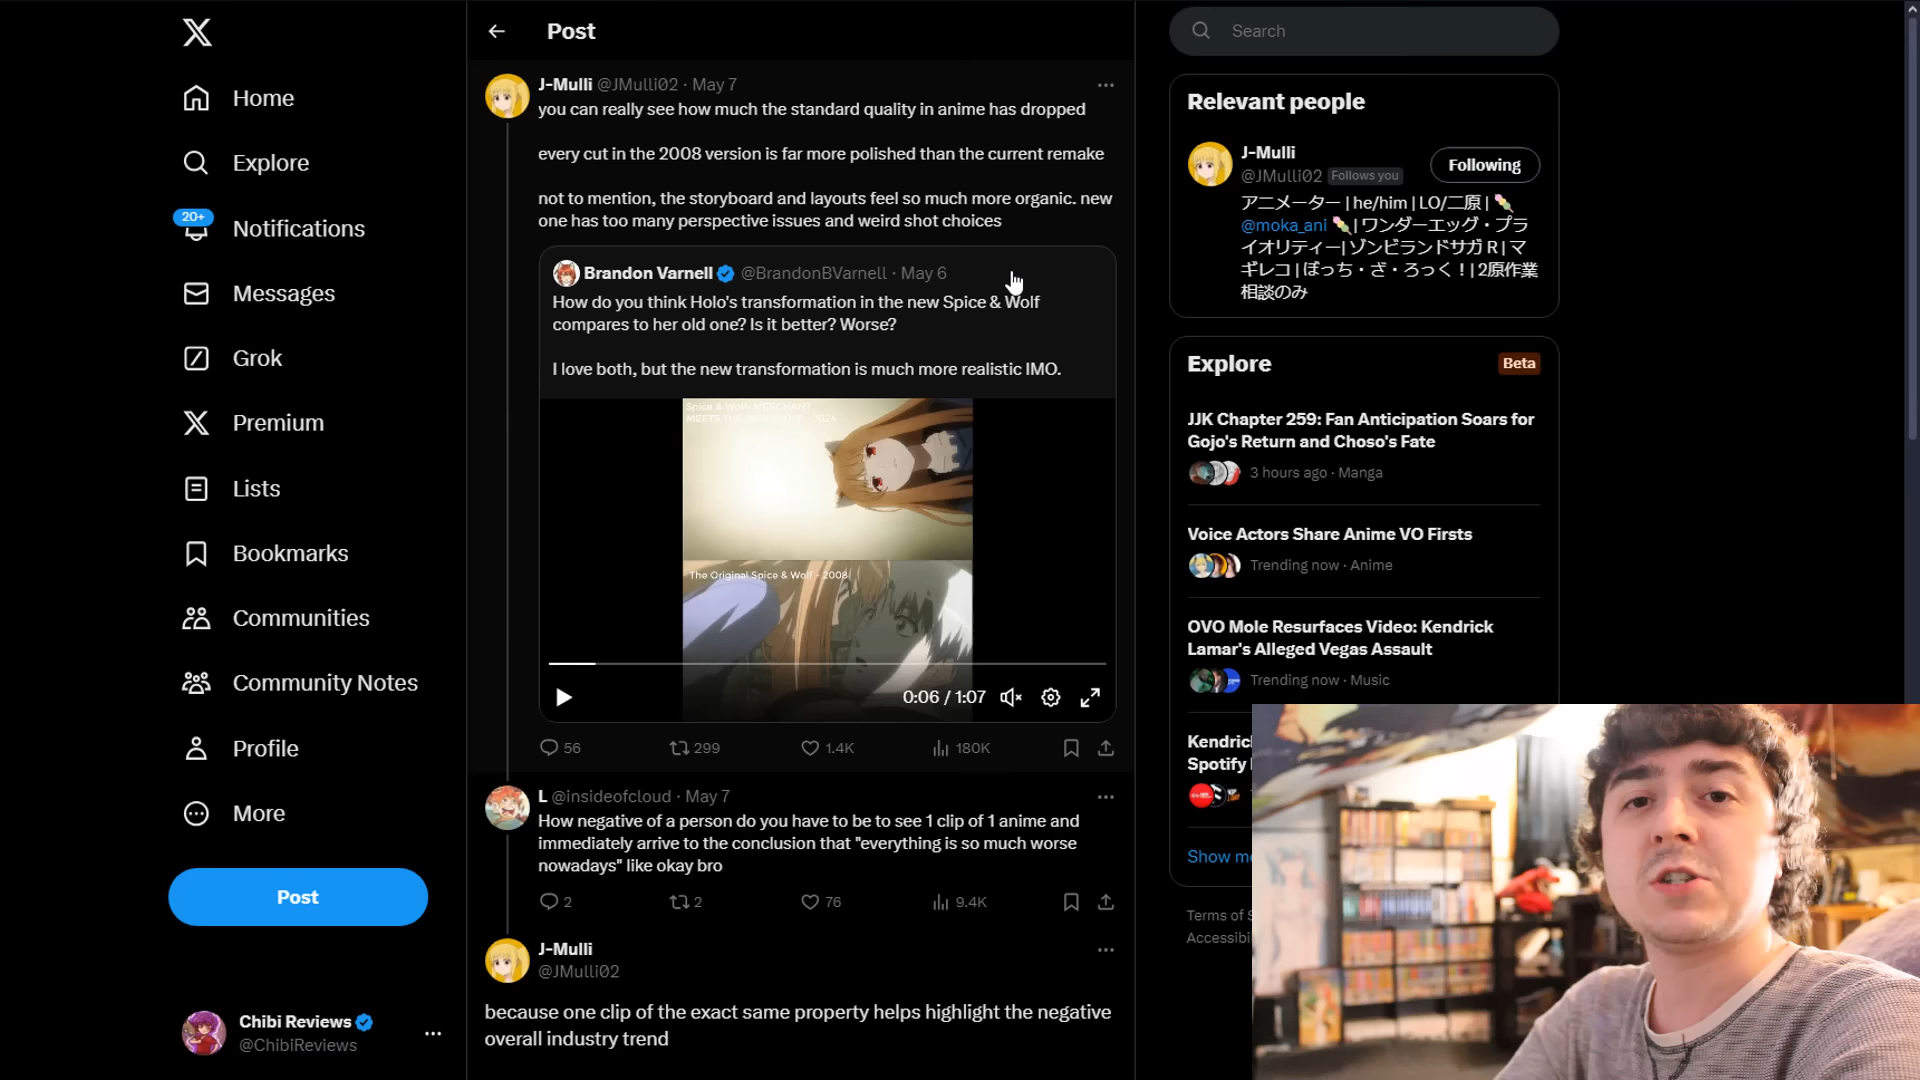 Home
Explore
20+
Notifications
Messages
Grok
Premium
Lists
Bookmarks
Communities
Community Notes
Profile
More
Post
Chibi Reviews
@ChibiReviews
Post
J-Mulli @JMulli02 · May 7
you can really see how much the standard quality in anime has dropped
every cut in the 2008 version is far more polished than the current remake
not to mention, the storyboard and layouts feel so much more organic. new
one has too many perspective issues and weird shot choices
Brandon Varnell @BrandonBVarnell · May 6
How do you think Holo's transformation in the new Spice & Wolf
compares to her old one? Is it better? Worse?
I love both, but the new transformation is much more realistic IMO.
The Original Spice & Wolf - 2008
0:06 / 1:07
56 299 1.4K 180K
L @insideofcloud · May 7
How negative of a person do you have to be to see 1 clip of 1 anime and
immediately arrive to the conclusion that "everything is so much worse
nowadays" like okay bro
2 2 76 9.4K
J-Mulli
@JMulli02
because one clip of the exact same property helps highlight the negative
overall industry trend
Search
Relevant people
J-Mulli
@JMulli02 Follows you
Following
アニメーター | he/him | LO/二原 | 🍡
@moka_ani 🍡 | ワンダーエッグ・プラ
イオリティー | ゾンビランドサガ R | マ
ギレコ | ぼっち・ざ・ろっく！ | 2原作業
相談のみ
Explore
Beta
JJK Chapter 259: Fan Anticipation Soars for
Gojo's Return and Choso's Fate
3 hours ago · Manga
Voice Actors Share Anime VO Firsts
Trending now · Anime
OVO Mole Resurfaces Video: Kendrick
Lamar's Alleged Vegas Assault
Trending now · Music
Kendric
Spotify
Show m
Terms of S
Accessibi